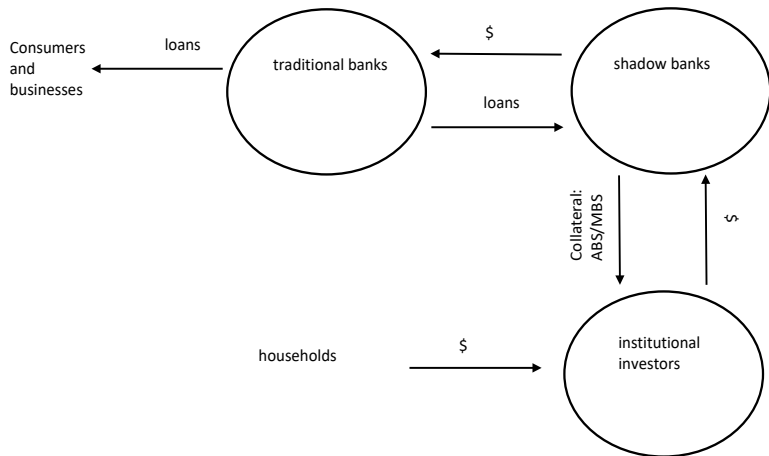 Consumers
and
businesses
loans
traditional banks
$
loans
shadow banks
Collateral:
ABS/MBS
$
households
$
institutional
investors